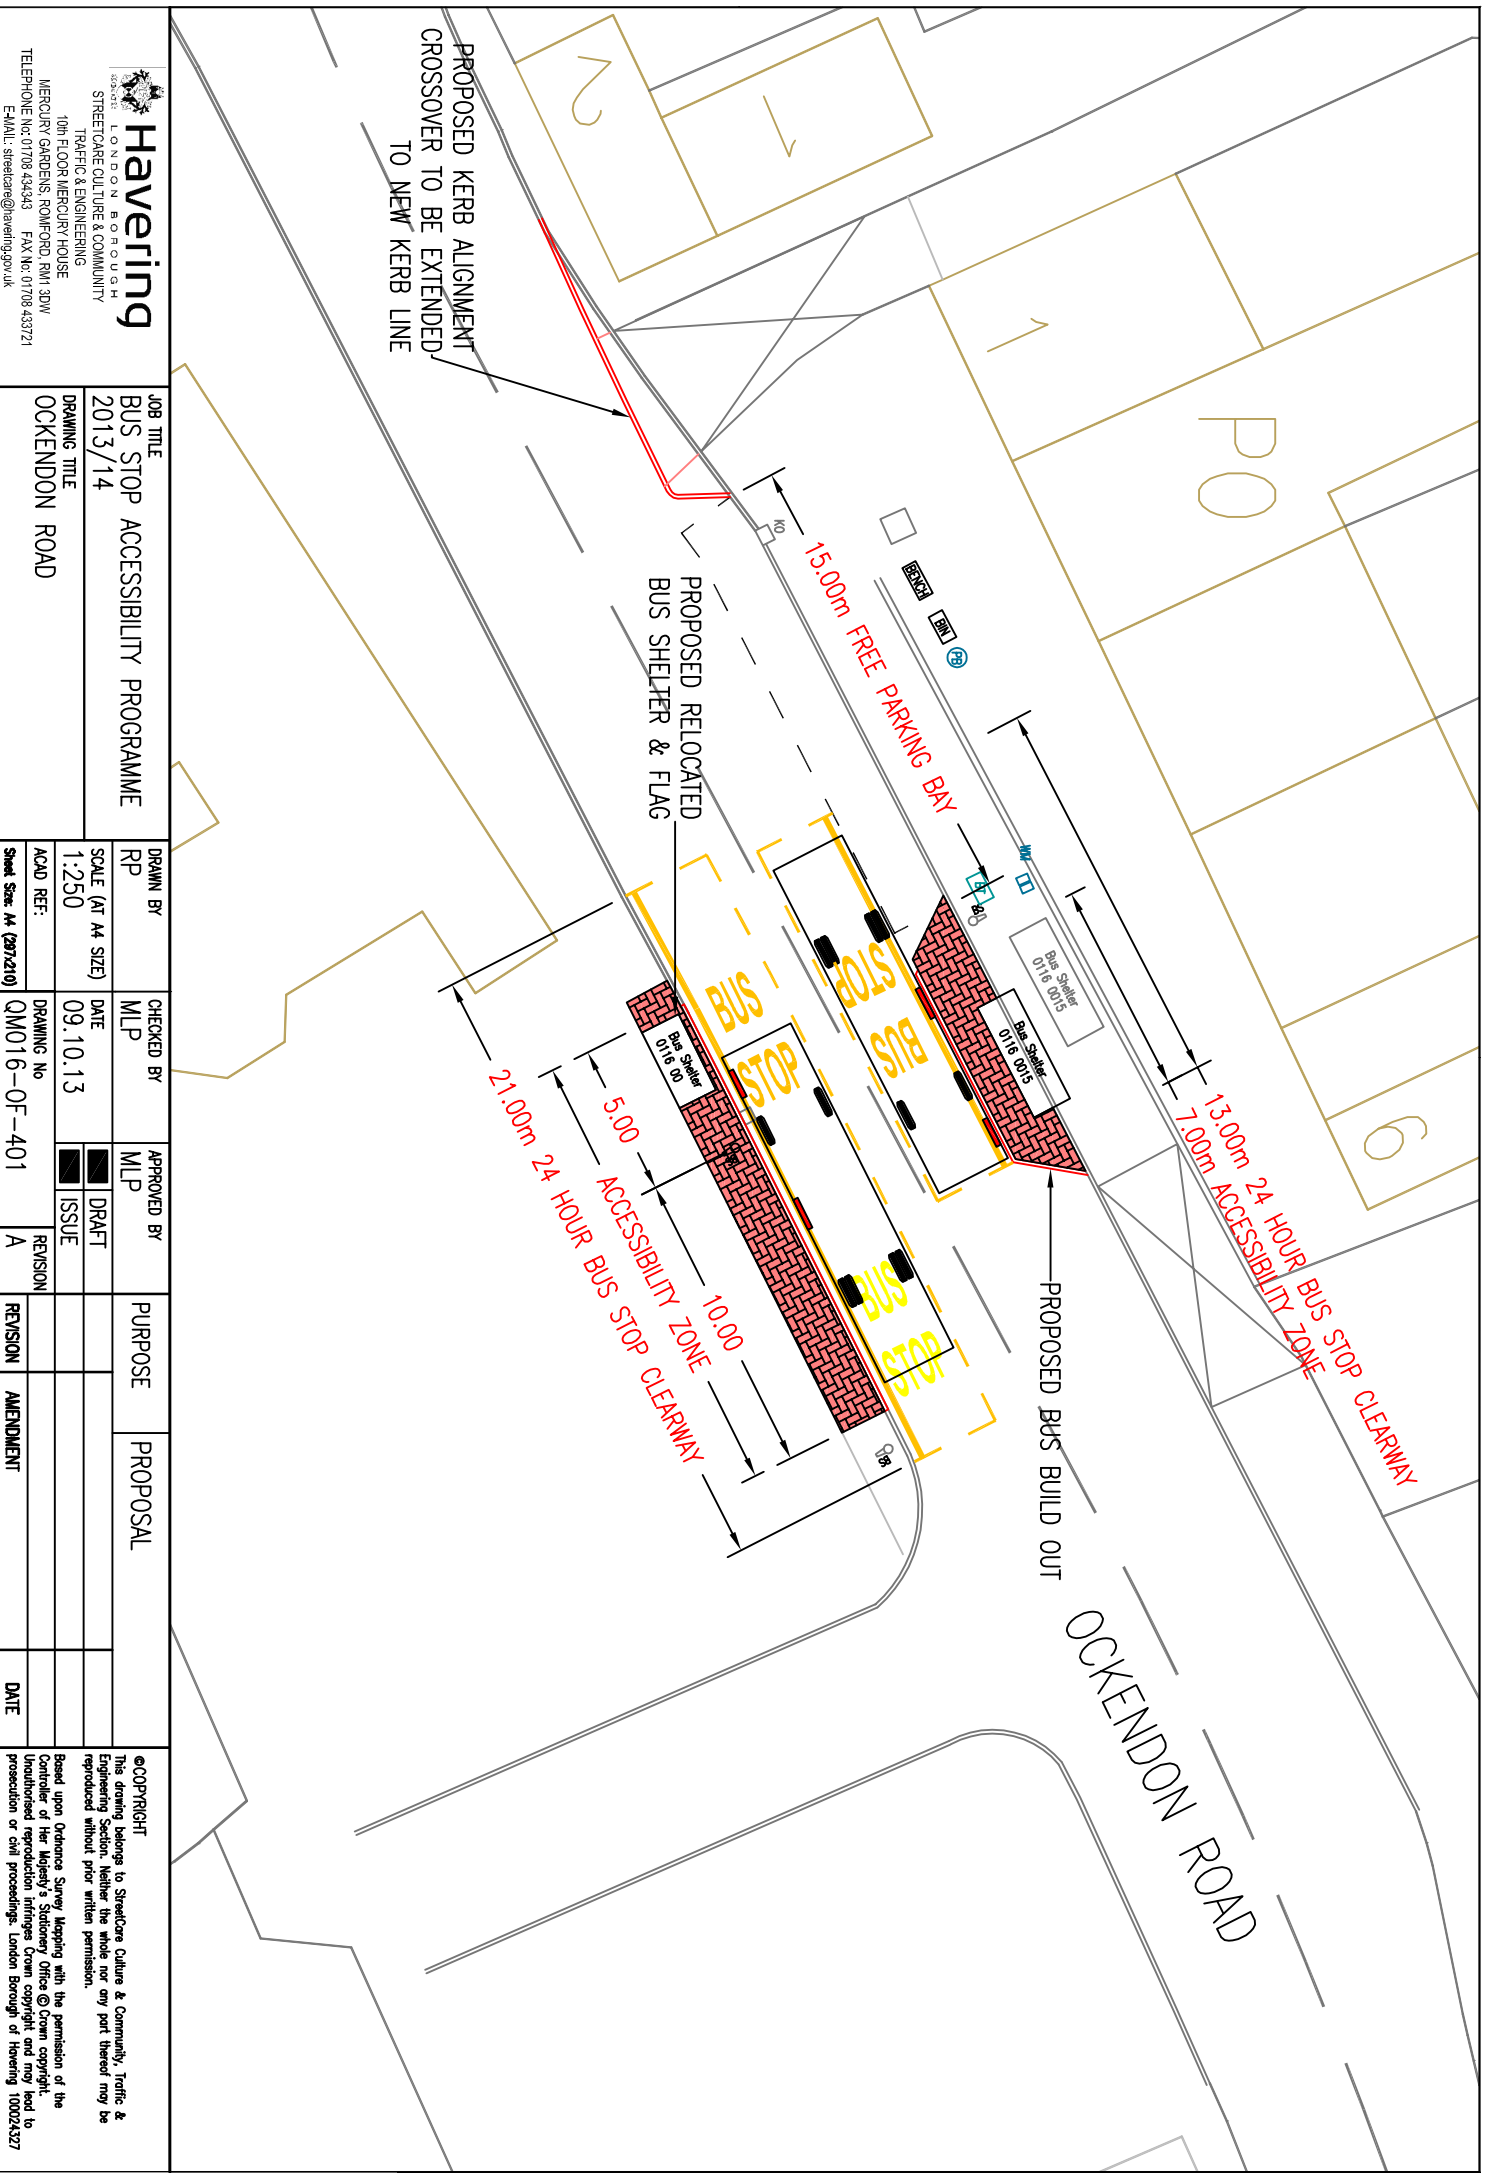 PROPOSED KERB ALIGNMENT
CROSSOVER TO BE EXTENDED
TO NEW KERB LINE
2
1
1
PO
6
KO
BENCH
BIN
PB
15.00m FREE PARKING BAY
Bus Shelter
0116 0015
Bus Shelter
0116 0015
13.00m 24 HOUR BUS STOP CLEARWAY
7.00m ACCESSIBILITY ZONE
PROPOSED RELOCATED
BUS SHELTER & FLAG
BUS
STOP
BUS
STOP
BUS
STOP
Bus Shelter
0116 00
5.00
10.00
ACCESSIBILITY ZONE
21.00m 24 HOUR BUS STOP CLEARWAY
PROPOSED BUS BUILD OUT
OCKENDON ROAD
Havering
LONDON BOROUGH
STREETCARE CULTURE & COMMUNITY
TRAFFIC & ENGINEERING
10th FLOOR MERCURY HOUSE
MERCURY GARDENS, ROMFORD, RM1 3DW
TELEPHONE No: 01708 434343 FAX No: 01708 433721
E-MAIL: streetcare@havering.gov.uk
JOB TITLE
BUS STOP ACCESSIBILITY PROGRAMME
2013/14
DRAWING TITLE
OCKENDON ROAD
DRAWN BY
RP
CHECKED BY
MLP
APPROVED BY
MLP
SCALE (AT A4 SIZE)
1:250
DATE
09.10.13
DRAFT
ISSUE
ACAD REF:
Sheet Size: A4 (297x210)
DRAWING No
QM016-OF-401
REVISION
A
PURPOSE
PROPOSAL
REVISION
AMENDMENT
DATE
©COPYRIGHT
This drawing belongs to StreetCare Culture & Community, Traffic &
Engineering Section. Neither the whole nor any part thereof may be
reproduced without prior written permission.
Based upon Ordnance Survey Mapping with the permission of the
Controller of Her Majesty's Stationery Office © Crown copyright.
Unauthorised reproduction infringes Crown copyright and may lead to
prosecution or civil proceedings. London Borough of Havering 100024327